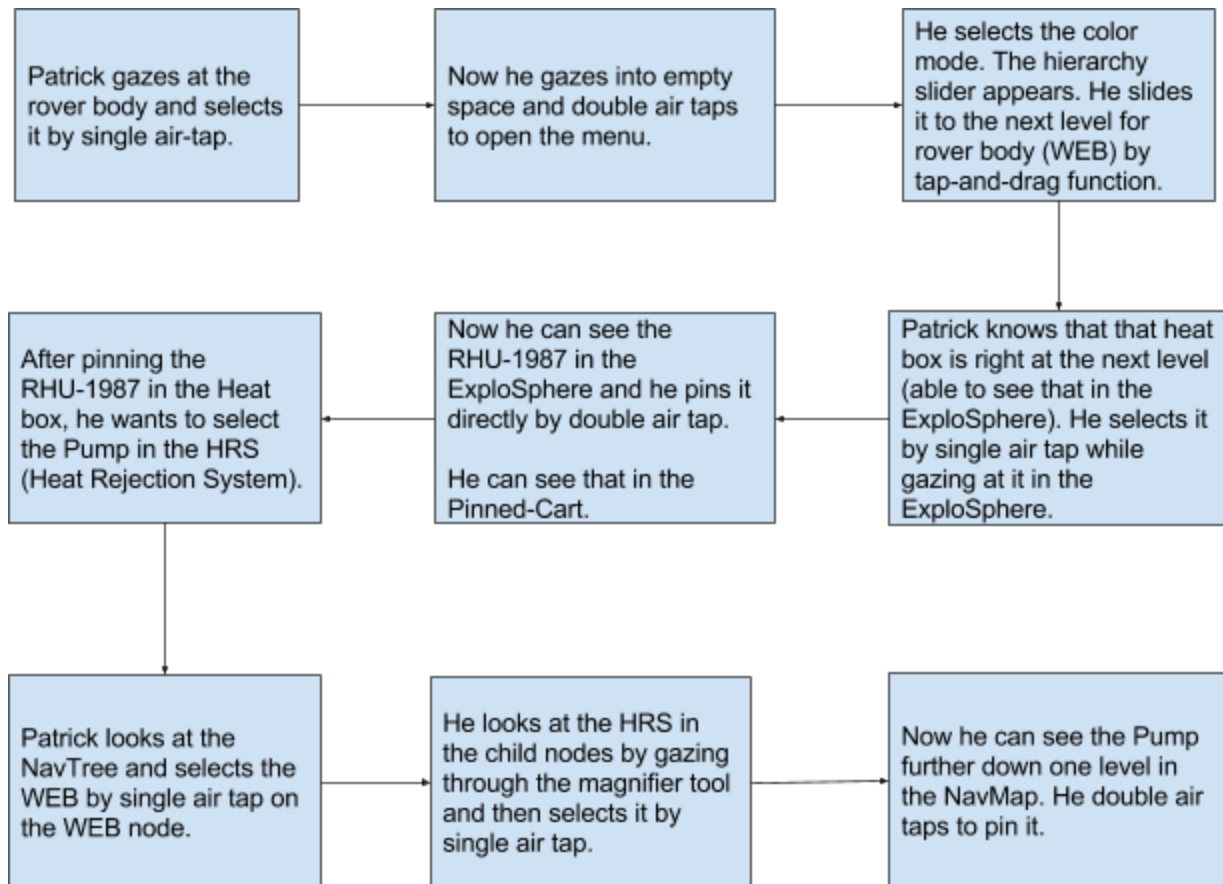 Patrick gazes at the
rover body and selects
it by single air-tap.
Now he gazes into empty
space and double air taps
to open the menu.
He selects the color
mode. The hierarchy
slider appears. He slides
it to the next level for
rover body (WEB) by
tap-and-drag function.
Patrick knows that that heat
box is right at the next level
(able to see that in the
ExploSphere). He selects it
by single air tap while
gazing at it in the
ExploSphere.
Now he can see the
RHU-1987 in the
ExploSphere and he pins it
directly by double air tap.
He can see that in the
Pinned-Cart.
After pinning the
RHU-1987 in the Heat
box, he wants to select
the Pump in the HRS
(Heat Rejection System).
Patrick looks at the
NavTree and selects the
WEB by single air tap on
the WEB node.
He looks at the HRS in
the child nodes by gazing
through the magnifier tool
and then selects it by
single air tap.
Now he can see the Pump
further down one level in
the NavMap. He double air
taps to pin it.